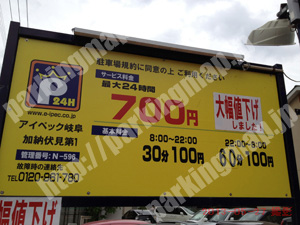 駐車場規約に同意の上 ご利用ください
サービス料金
最大24時間
700円
大幅値下げ
しました!
P
24H
www.e-ipec.co.jp
アイペック岐阜
加納伏見第1
管理番号:N-596
故障時の連絡先
基本料金
8:00~22:00
30分100円
22:00~8:00
60分100円
大幅値下げ